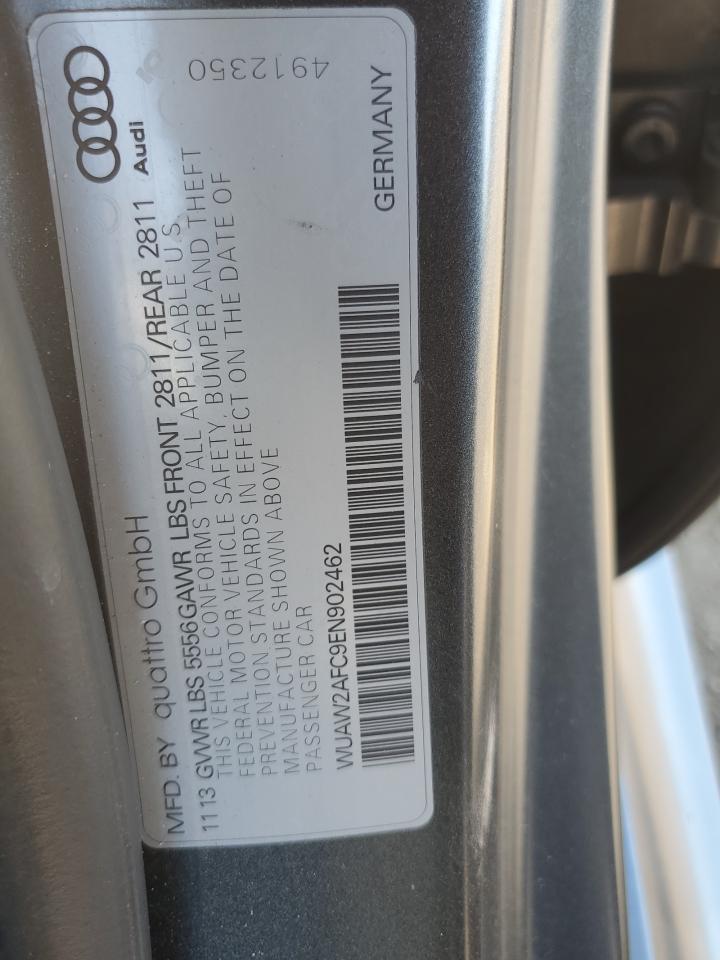 MFD. BY quattro GmbH
Audi
11 13 GVWR LBS 5556 GAWR LBS FRONT 2811/REAR 2811
THIS VEHICLE CONFORMS TO ALL APPLICABLE U S
FEDERAL MOTOR VEHICLE SAFETY, BUMPER AND THEFT
PREVENTION STANDARDS IN EFFECT ON THE DATE OF
MANUFACTURE SHOWN ABOVE
PASSENGER CAR
WUAW2AFC9EN902462
GERMANY
4912350